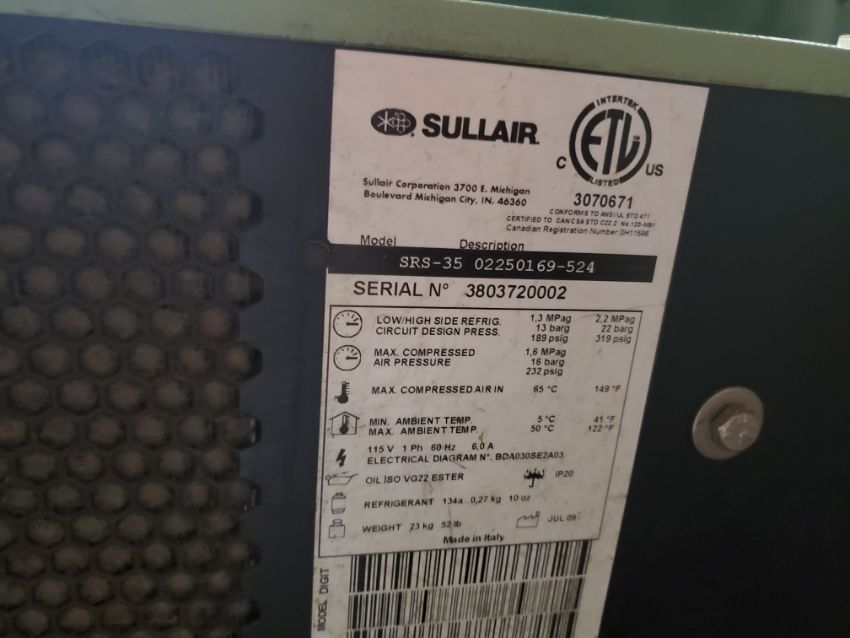 SULLAIR
INTERTEK
ETL
LISTED
C US
3070671
CONFORMS TO ANSI/UL STD 471
CERTIFIED TO CAN/CSA STD C22.2 No.120-M91
Canadian Registration Number:0H11586
Sullair Corporation 3700 E. Michigan
Boulevard Michigan City, IN. 46360
Model Description
SRS-35 02250169-524
SERIAL N° 3803720002
LOW/HIGH SIDE REFRIG. 1,3 MPag 2,2 MPag
CIRCUIT DESIGN PRESS. 13 barg 22 barg
189 psig 319 psig
MAX. COMPRESSED 1,6 MPag
AIR PRESSURE 16 barg
232 psig
MAX. COMPRESSED AIR IN 65 °C 149 °F
MIN. AMBIENT TEMP. 5 °C 41 °F
MAX. AMBIENT TEMP. 50 °C 122 °F
115 V 1 Ph 60 Hz 6,0 A
ELECTRICAL DIAGRAM N°. BDA030SE2A03
OIL ISO VG22 ESTER IP20
REFRIGERANT 134a 0,27 kg 10 oz
WEIGHT 23 kg 52 lb JUL 09
Made in Italy
MODEL DIGIT